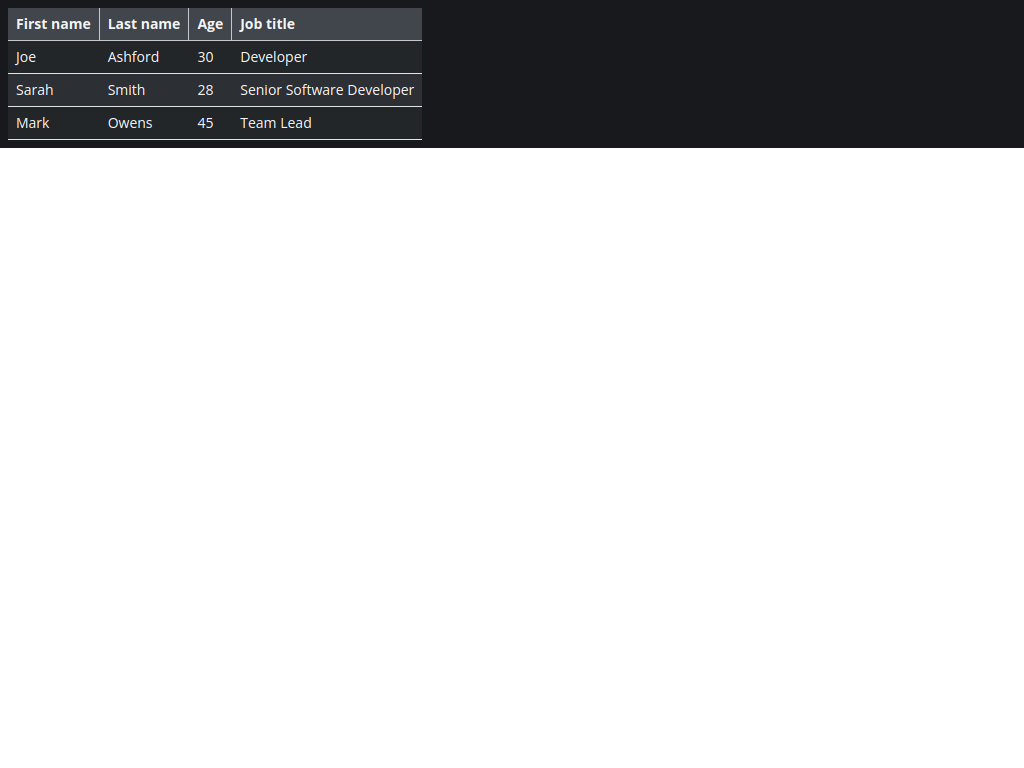 First name Last name Age Job title
Joe Ashford 30 Developer
Sarah Smith 28 Senior Software Developer
Mark Owens 45 Team Lead